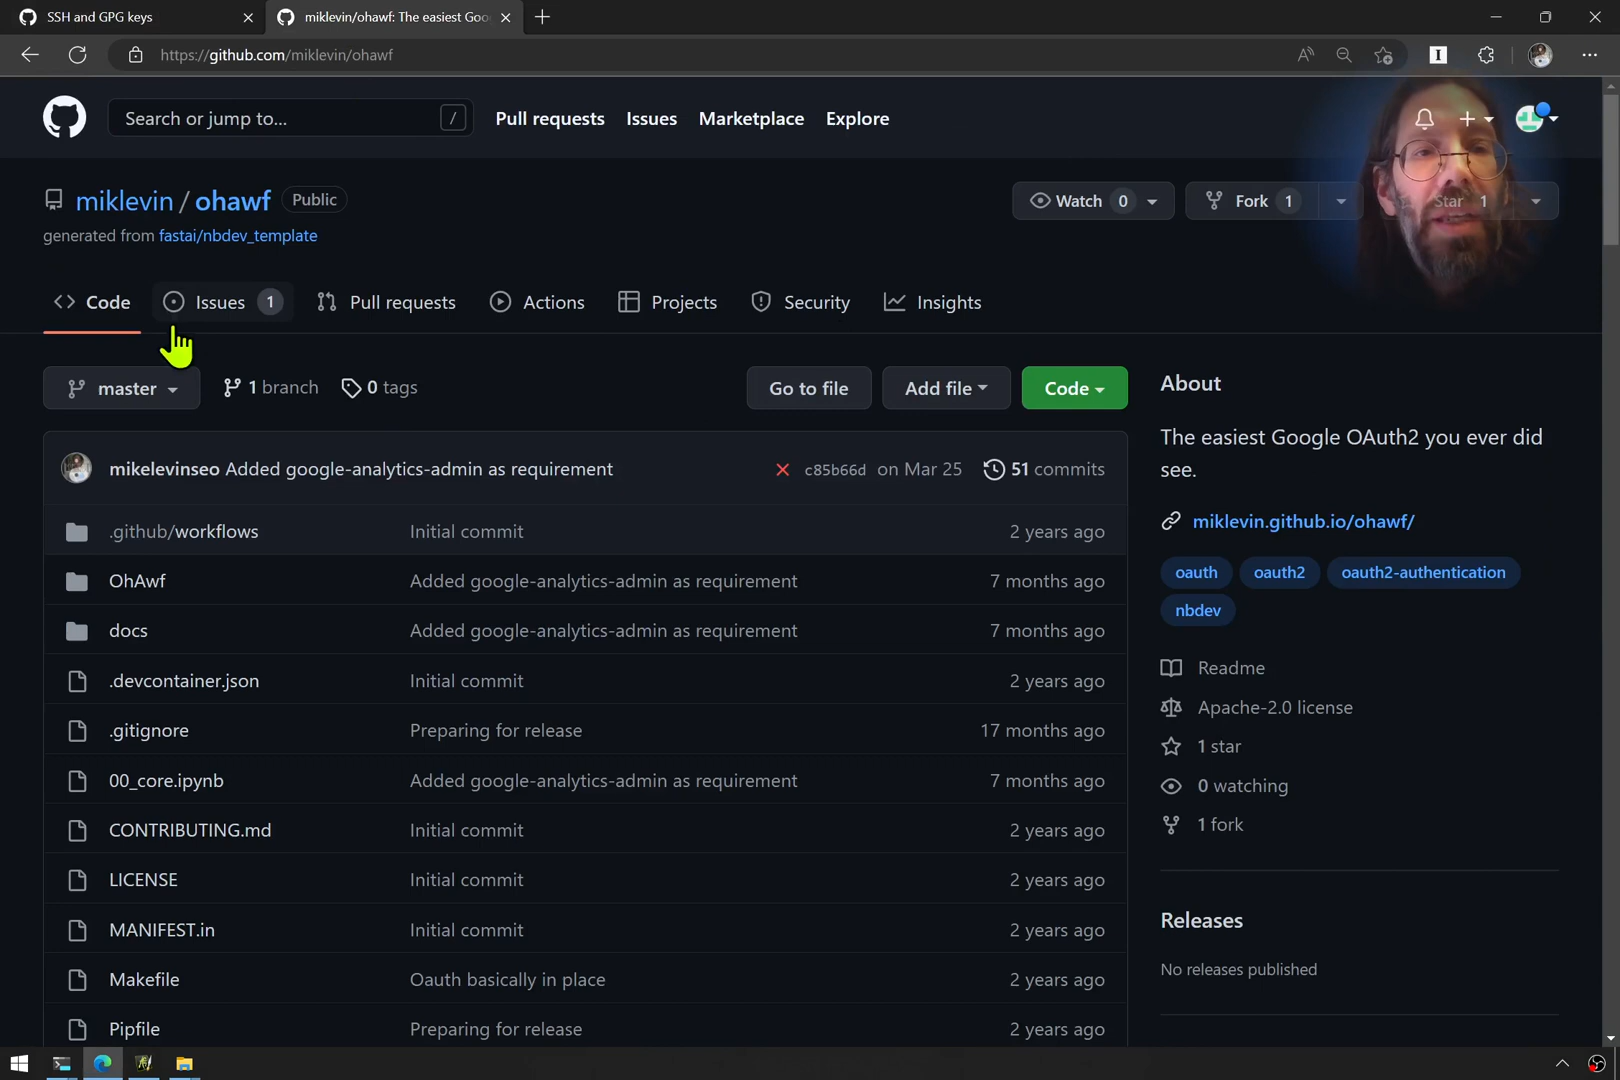 SSH and GPG keys
miklevin/ohawf: The easiest Goo
https://github.com/miklevin/ohawf
Search or jump to...
/
Pull requests
Issues
Marketplace
Explore
miklevin / ohawf
Public
generated from fastai/nbdev_template
Watch 0
Fork 1
Star 1
Code
Issues 1
Pull requests
Actions
Projects
Security
Insights
master
1 branch
0 tags
Go to file
Add file
Code
mikelevinseo Added google-analytics-admin as requirement
c85b66d on Mar 25
51 commits
.github/workflows
Initial commit
2 years ago
OhAwf
Added google-analytics-admin as requirement
7 months ago
docs
Added google-analytics-admin as requirement
7 months ago
.devcontainer.json
Initial commit
2 years ago
.gitignore
Preparing for release
17 months ago
00_core.ipynb
Added google-analytics-admin as requirement
7 months ago
CONTRIBUTING.md
Initial commit
2 years ago
LICENSE
Initial commit
2 years ago
MANIFEST.in
Initial commit
2 years ago
Makefile
Oauth basically in place
2 years ago
Pipfile
Preparing for release
2 years ago
About
The easiest Google OAuth2 you ever did
see.
miklevin.github.io/ohawf/
oauth
oauth2
oauth2-authentication
nbdev
Readme
Apache-2.0 license
1 star
0 watching
1 fork
Releases
No releases published